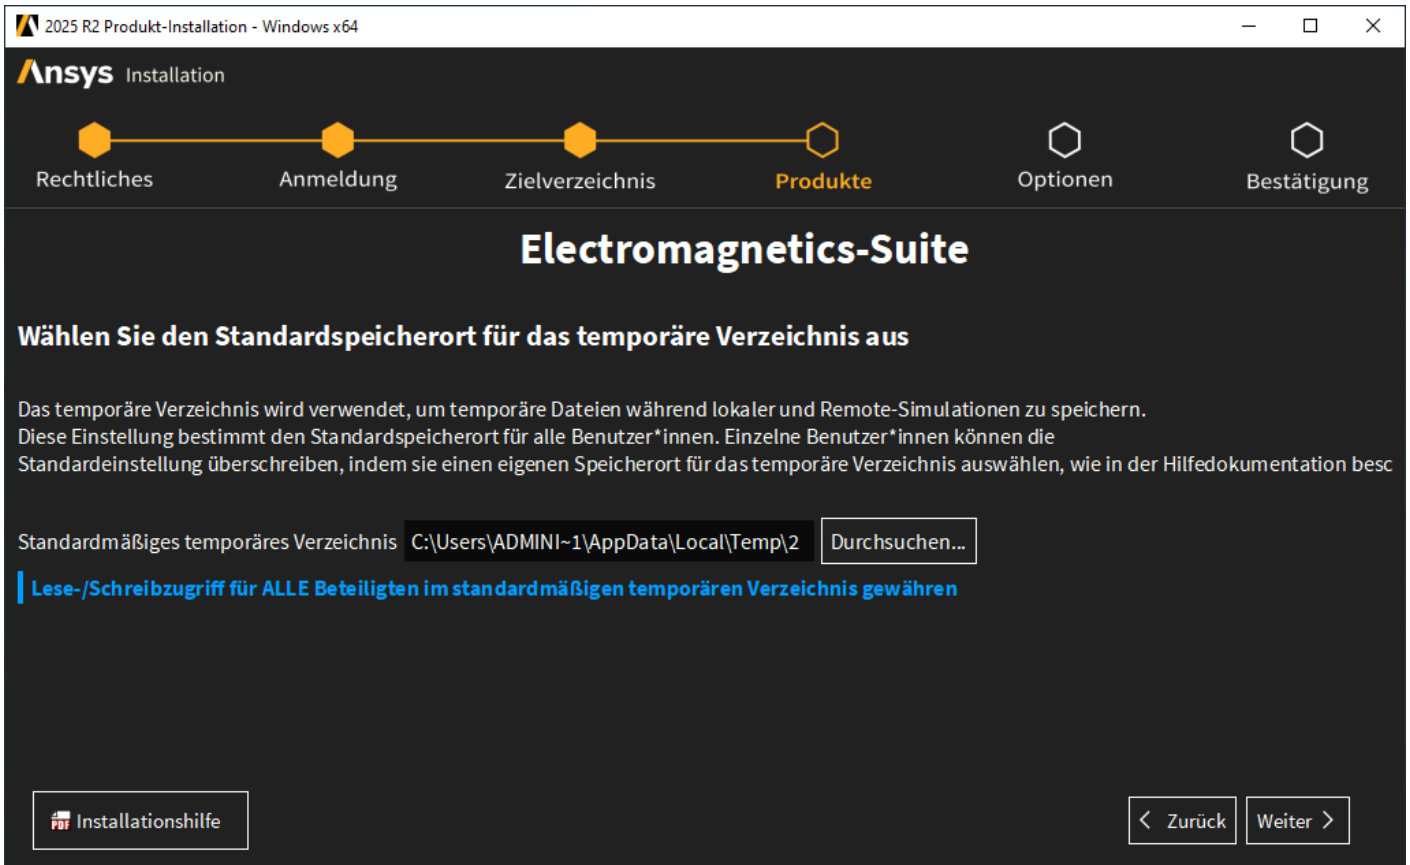 2025 R2 Produkt-Installation - Windows x64
Ansys Installation
Rechtliches Anmeldung Zielverzeichnis Produkte Optionen Bestätigung
Electromagnetics-Suite
Wählen Sie den Standardspeicherort für das temporäre Verzeichnis aus
Das temporäre Verzeichnis wird verwendet, um temporäre Dateien während lokaler und Remote-Simulationen zu speichern.
Diese Einstellung bestimmt den Standardspeicherort für alle Benutzer*innen. Einzelne Benutzer*innen können die
Standardeinstellung überschreiben, indem sie einen eigenen Speicherort für das temporäre Verzeichnis auswählen, wie in der Hilfedokumentation besc
Standardmäßiges temporäres Verzeichnis C:\Users\ADMINI~1\AppData\Local\Temp\2 Durchsuchen...
Lese-/Schreibzugriff für ALLE Beteiligten im standardmäßigen temporären Verzeichnis gewähren
PDF Installationshilfe Zurück Weiter